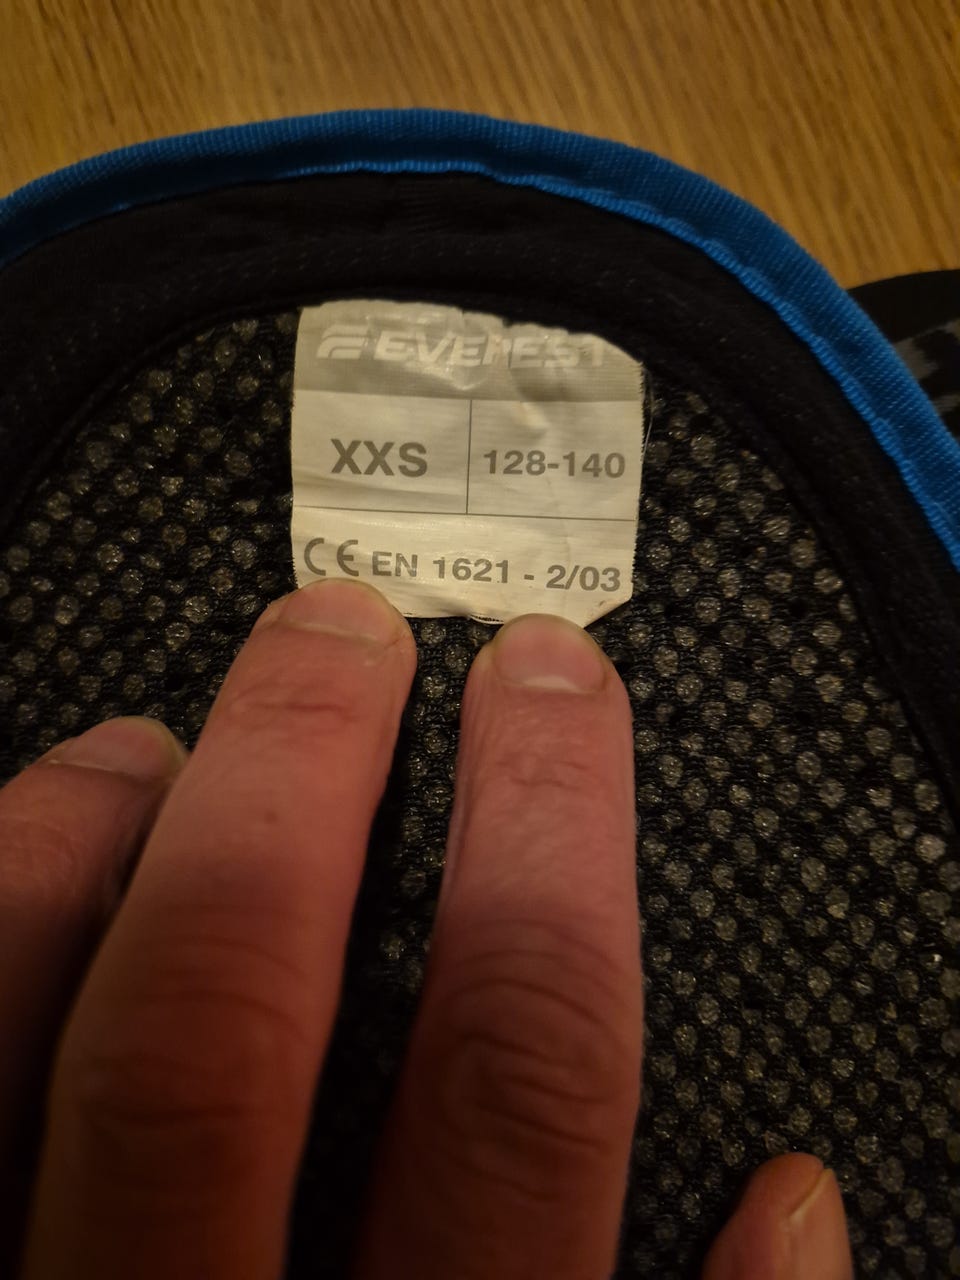 EVEREST
XXS 128-140
CE EN 1621 - 2/03